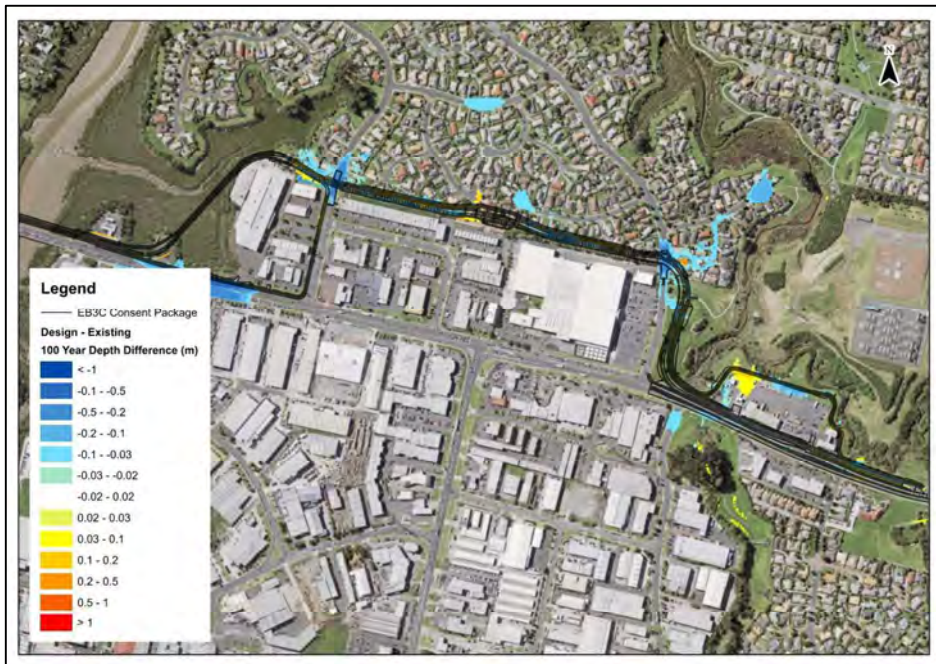 N
Legend
EB3C Consent Package
Design - Existing
100 Year Depth Difference (m)
< -1
-0.1 - -0.5
-0.5 - -0.2
-0.2 - -0.1
-0.1 - -0.03
-0.03 - -0.02
-0.02 - 0.02
0.02 - 0.03
0.03 - 0.1
0.1 - 0.2
0.2 - 0.5
0.5 - 1
> 1